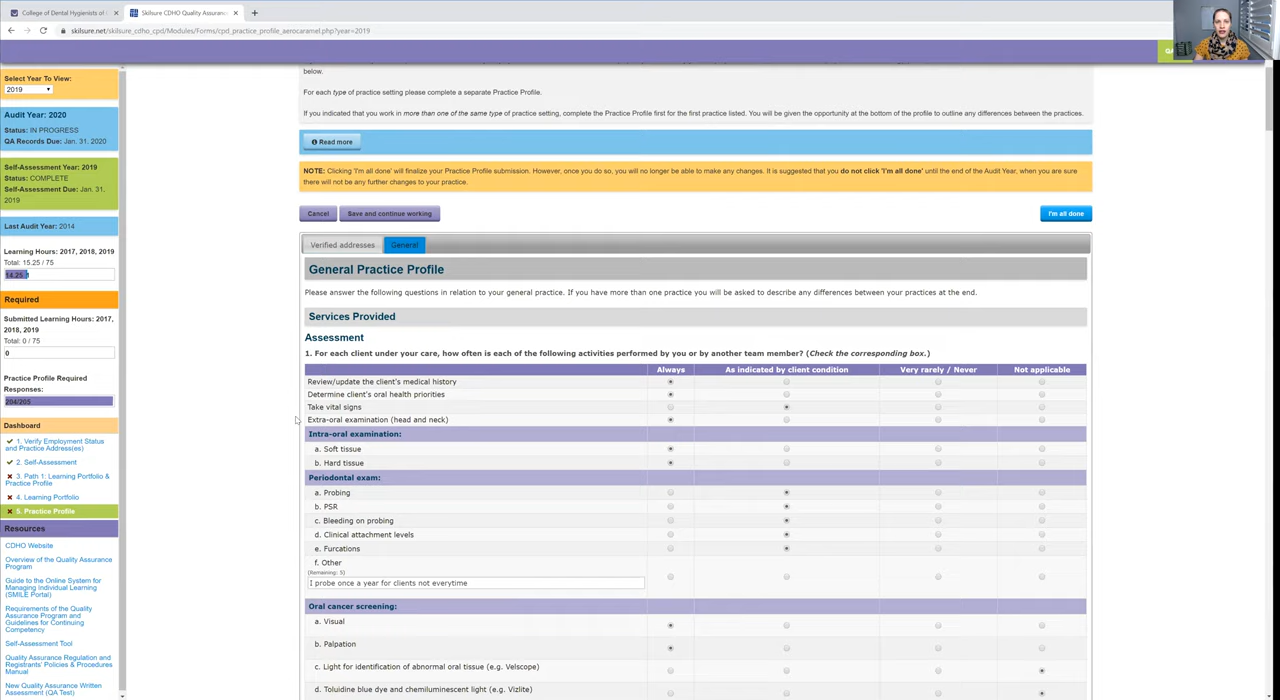 College of Dental Hygienists of
Skilsure CDHO Quality Assurance
skilsure.net/skilsure_cdho_cpd/Modules/Forms/cpd_practice_profile_aerocaramel.php?year=2019
Select Year To View:
2019
Audit Year: 2020
Status: IN PROGRESS
QA Records Due: Jan. 31. 2020
Self-Assessment Year: 2019
Status: COMPLETE
Self-Assessment Due: Jan. 31.
2019
Last Audit Year: 2014
Learning Hours: 2017, 2018, 2019
Total: 15.25 / 75
14.25
Required
Submitted Learning Hours: 2017,
2018, 2019
Total: 0 / 75
0
Practice Profile Required
Responses:
204/205
Dashboard
1. Verify Employment Status
and Practice Address(es)
2. Self-Assessment
3. Path 1: Learning Portfolio &
Practice Profile
4. Learning Portfolio
5. Practice Profile
Resources
CDHO Website
Overview of the Quality Assurance
Program
Guide to the Online System for
Managing Individual Learning
(SMILE Portal)
Requirements of the Quality
Assurance Program and
Guidelines for Continuing
Competency
Self-Assessment Tool
Quality Assurance Regulation and
Registrants' Policies & Procedures
Manual
New Quality Assurance Written
Assessment (QA Test)
below.
For each type of practice setting please complete a separate Practice Profile.
If you indicated that you work in more than one of the same type of practice setting, complete the Practice Profile first for the first practice listed. You will be given the opportunity at the bottom of the profile to outline any differences between the practices.
Read more
NOTE: Clicking 'I'm all done' will finalize your Practice Profile submission. However, once you do so, you will no longer be able to make any changes. It is suggested that you do not click 'I'm all done' until the end of the Audit Year, when you are sure
there will not be any further changes to your practice.
Cancel Save and continue working I'm all done
Verified addresses General
General Practice Profile
Please answer the following questions in relation to your general practice. If you have more than one practice you will be asked to describe any differences between your practices at the end.
Services Provided
Assessment
1. For each client under your care, how often is each of the following activities performed by you or by another team member? (Check the corresponding box.)
Always As indicated by client condition Very rarely / Never Not applicable
Review/update the client's medical history
Determine client's oral health priorities
Take vital signs
Extra-oral examination (head and neck)
Intra-oral examination:
a. Soft tissue
b. Hard tissue
Periodontal exam:
a. Probing
b. PSR
c. Bleeding on probing
d. Clinical attachment levels
e. Furcations
f. Other
[Remaining: 5]
I probe once a year for clients not everytime
Oral cancer screening:
a. Visual
b. Palpation
c. Light for identification of abnormal oral tissue (e.g. Velscope)
d. Toluidine blue dye and chemiluminescent light (e.g. Vizlite)